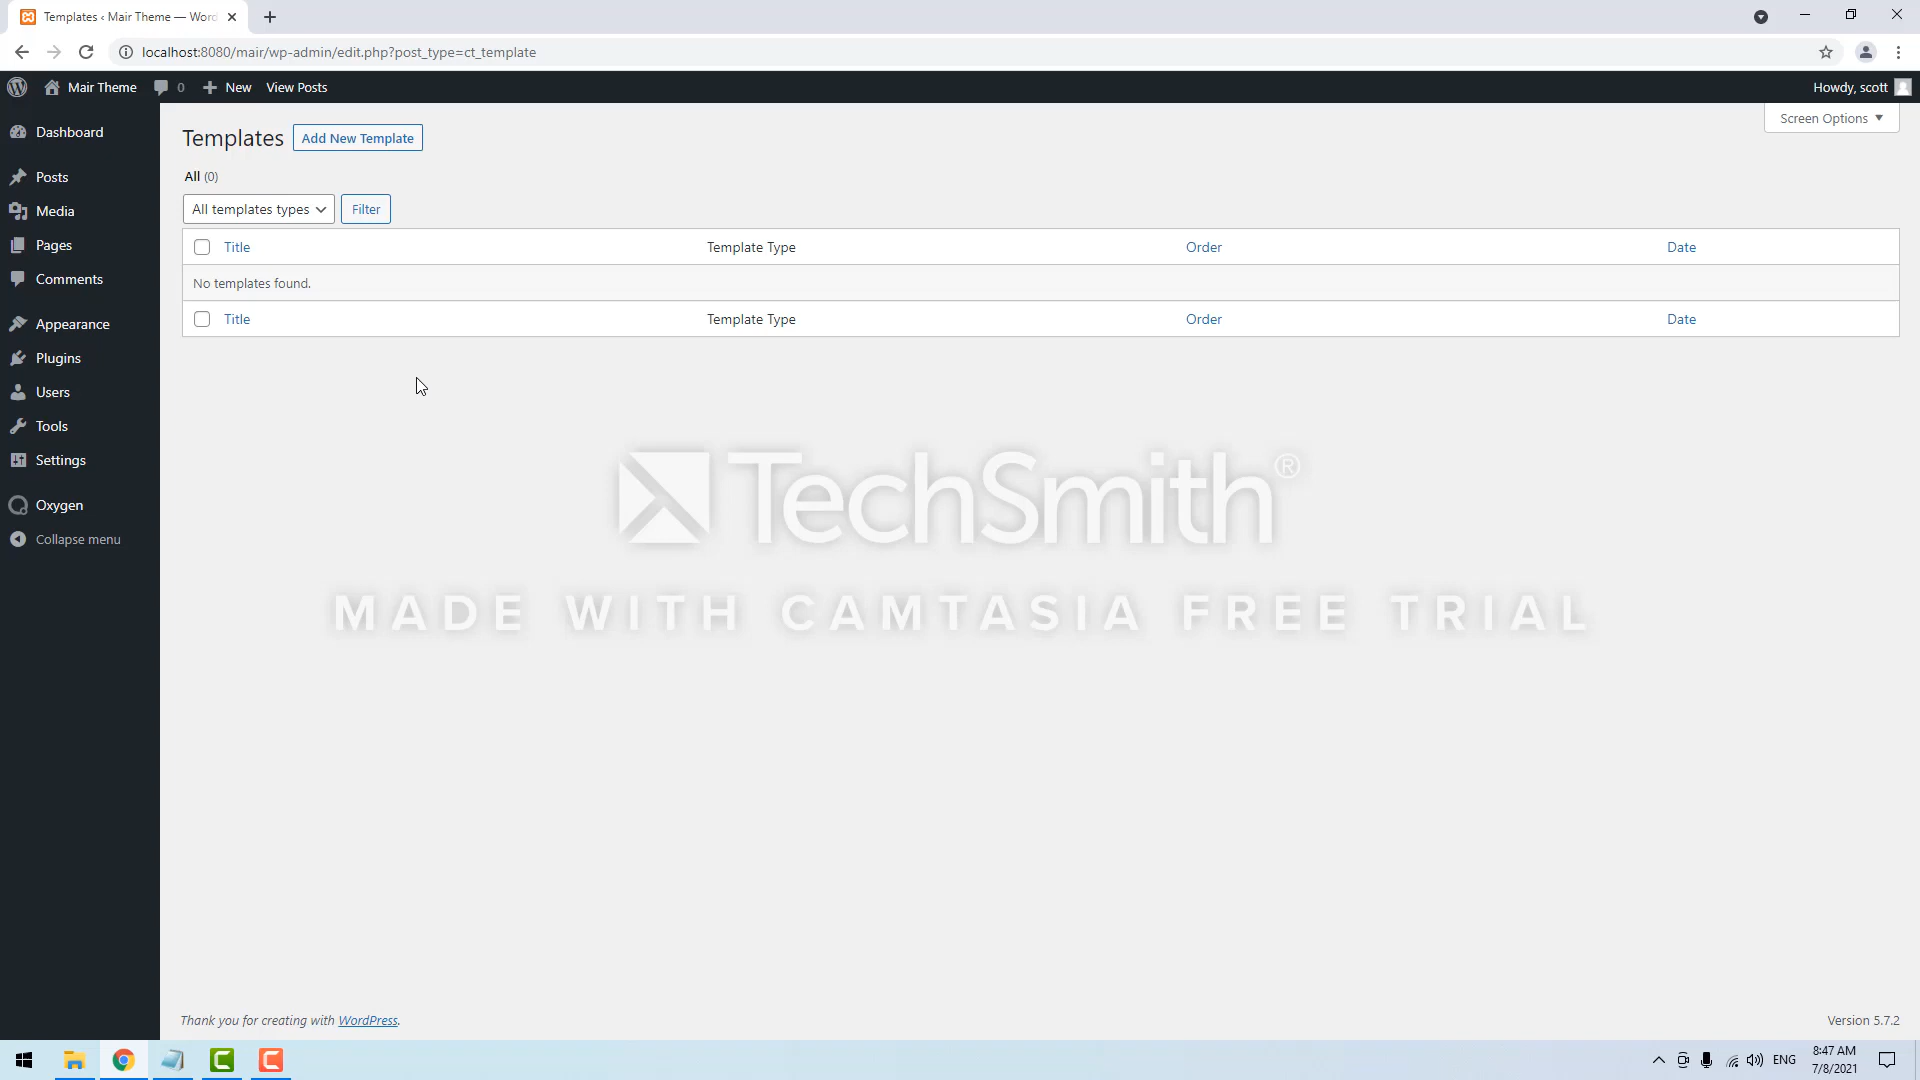 Templates ‹ Mair Theme — Word
localhost:8080/mair/wp-admin/edit.php?post_type=ct_template
Mair Theme
0
New
View Posts
Howdy, scott
Screen Options
Dashboard
Posts
Media
Pages
Comments
Appearance
Plugins
Users
Tools
Settings
Oxygen
Collapse menu
Templates
Add New Template
All (0)
All templates types
Filter
Title
Template Type
Order
Date
No templates found.
Title
Template Type
Order
Date
TechSmith®
MADE WITH CAMTASIA FREE TRIAL
Thank you for creating with WordPress.
Version 5.7.2
ENG
8:47 AM
7/8/2021